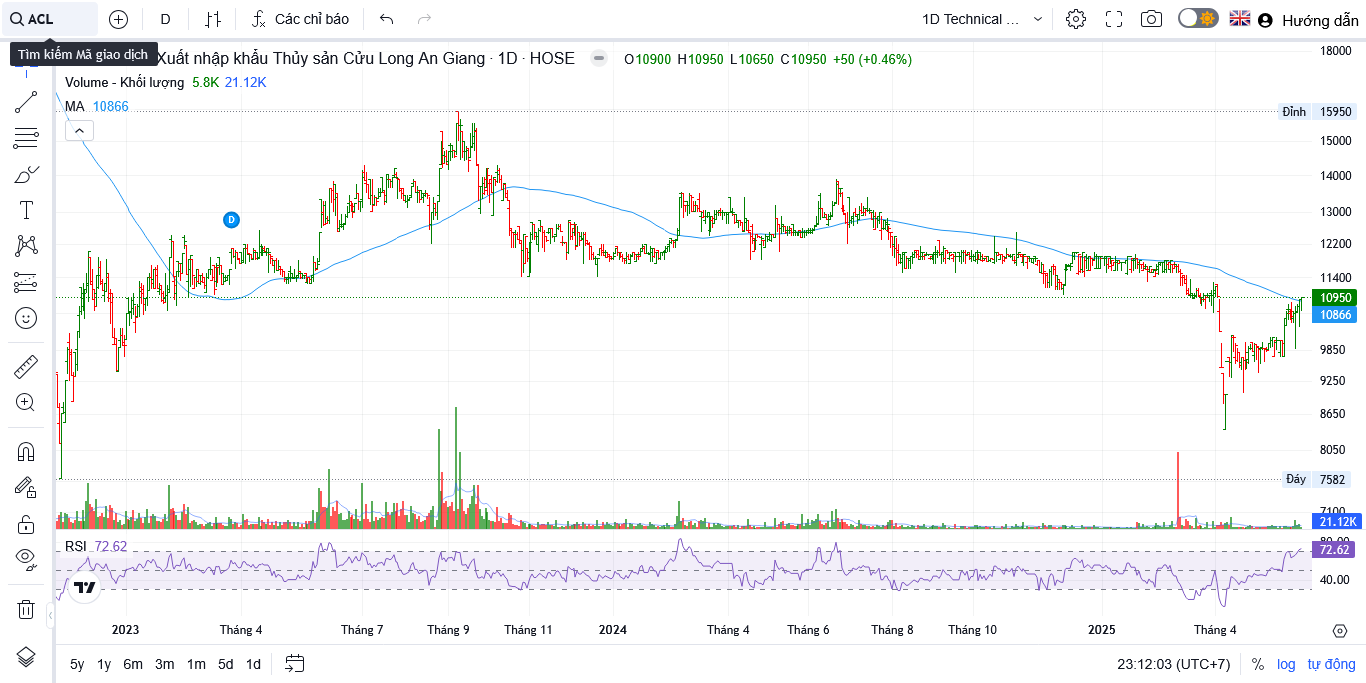 ACL
D
Các chỉ báo
1D Technical ...
Hướng dẫn
Tìm kiếm Mã giao dịch
Xuất nhập khẩu Thủy sản Cửu Long An Giang · 1D · HOSE
O10900 H10950 L10650 C10950 +50 (+0.46%)
Volume - Khối lượng 5.8K 21.12K
MA 10866
D
18000
Đỉnh 15950
15000
14000
13000
12200
11400
10950
10866
9850
9250
8650
8050
Đáy 7582
7100
21.12K
RSI 72.62
80.00
72.62
40.00
2023 Tháng 4 Tháng 7 Tháng 9 Tháng 11 2024 Tháng 4 Tháng 6 Tháng 8 Tháng 10 2025 Tháng 4
5y 1y 6m 3m 1m 5d 1d
23:12:03 (UTC+7) % log tự động